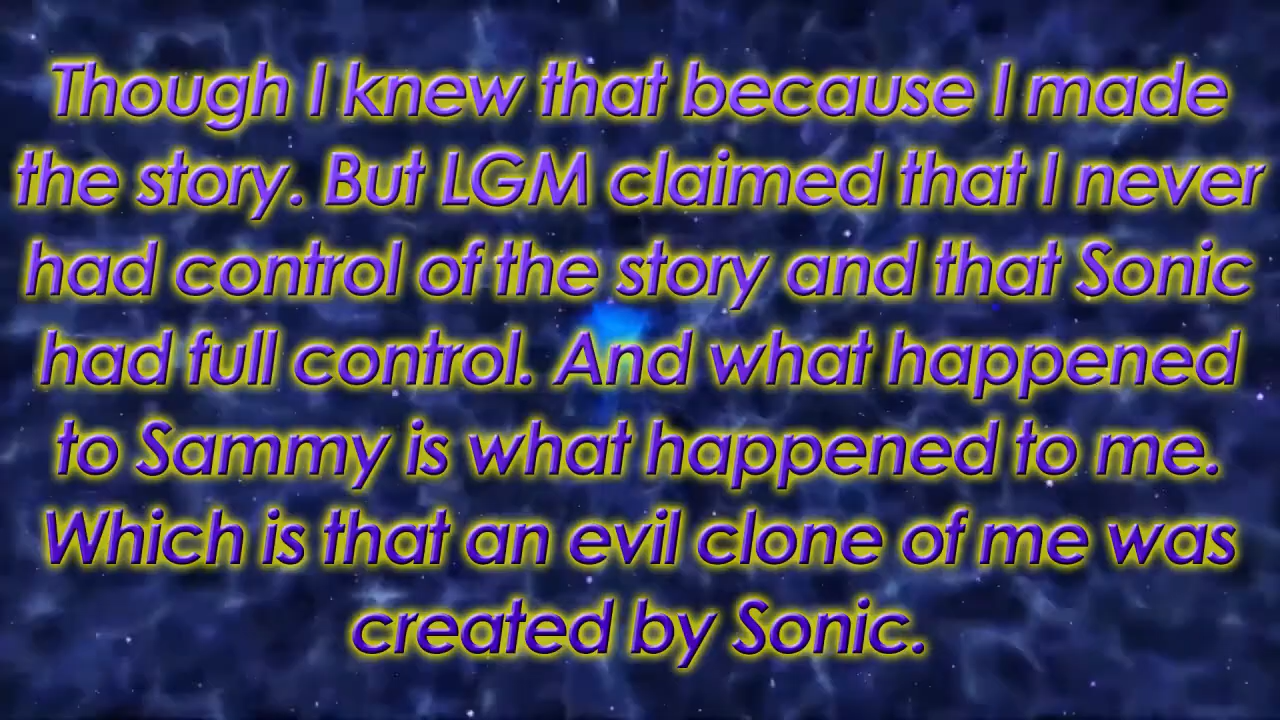 Though I knew that because I made
the story. But LGM claimed that I never
had control of the story and that Sonic
had full control. And what happened
to Sammy is what happened to me.
Which is that an evil clone of me was
created by Sonic.